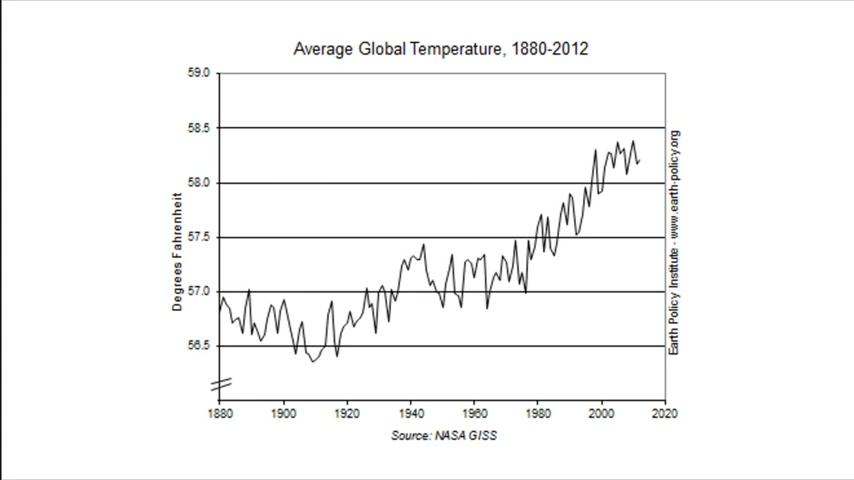 Average Global Temperature, 1880-2012
59.0
58.5
58.0
57.5
57.0
56.5
Degrees Fahrenheit
Earth Policy Institute - www.earth-policy.org
1880 1900 1920 1940 1960 1980 2000 2020
Source: NASA GISS